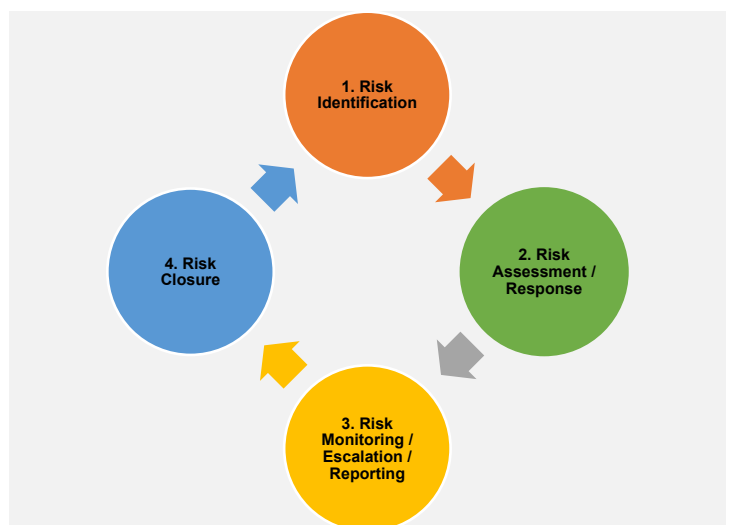 1. Risk
Identification
2. Risk
Assessment /
Response
3. Risk
Monitoring /
Escalation /
Reporting
4. Risk
Closure